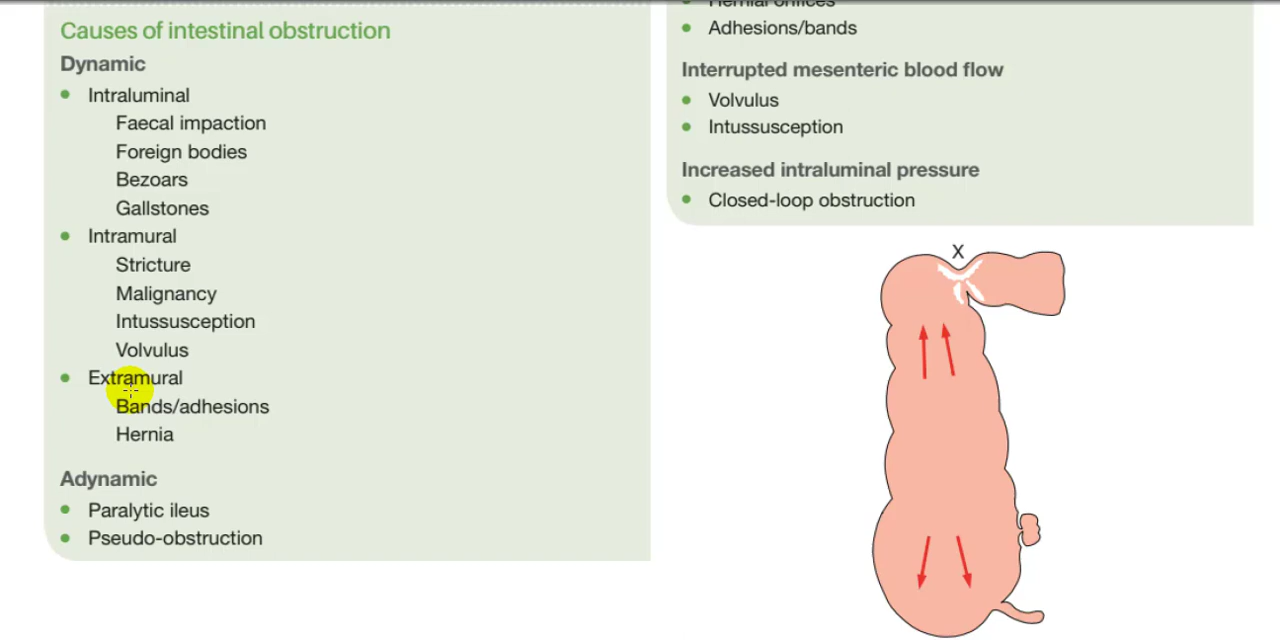 Causes of intestinal obstruction
Dynamic
• Intraluminal
Faecal impaction
Foreign bodies
Bezoars
Gallstones
• Intramural
Stricture
Malignancy
Intussusception
Volvulus
• Extramural
Bands/adhesions
Hernia
Adynamic
• Paralytic ileus
• Pseudo-obstruction
• Hernial orifices
• Adhesions/bands
Interrupted mesenteric blood flow
• Volvulus
• Intussusception
Increased intraluminal pressure
• Closed-loop obstruction
X